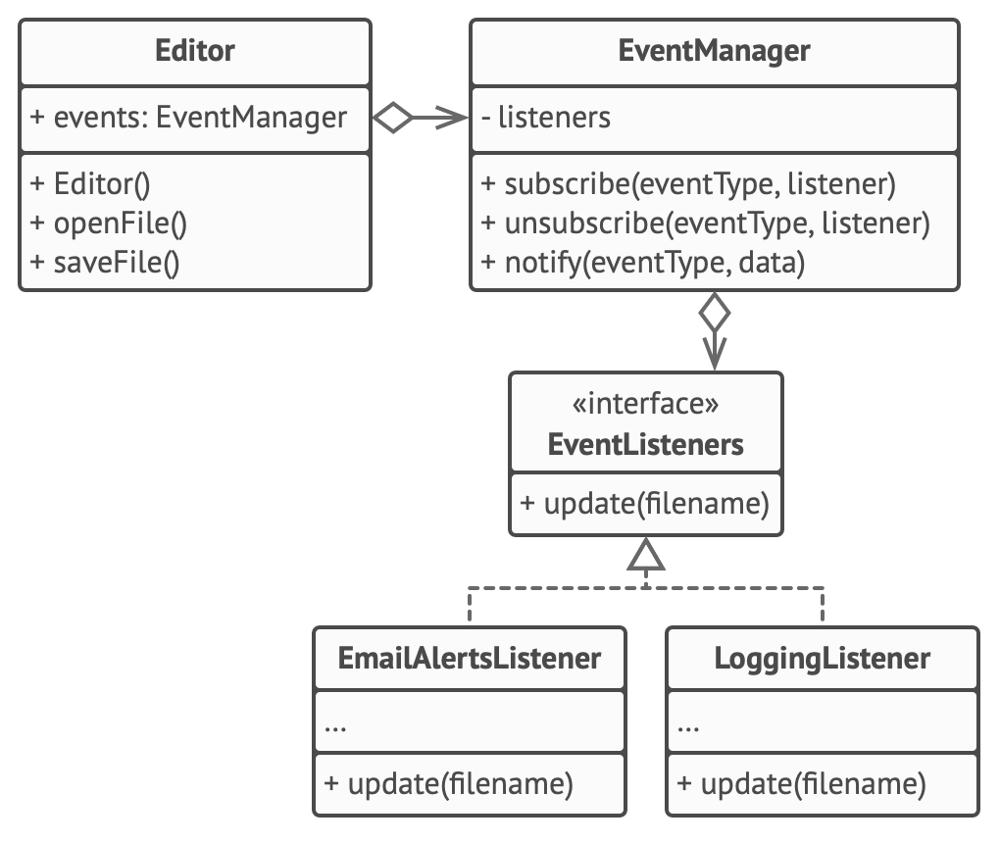 Editor
+ events: EventManager
+ Editor()
+ openFile()
+ saveFile()
EventManager
- listeners
+ subscribe(eventType, listener)
+ unsubscribe(eventType, listener)
+ notify(eventType, data)
«interface»
EventListeners
+ update(filename)
EmailAlertsListener
...
+ update(filename)
LoggingListener
...
+ update(filename)